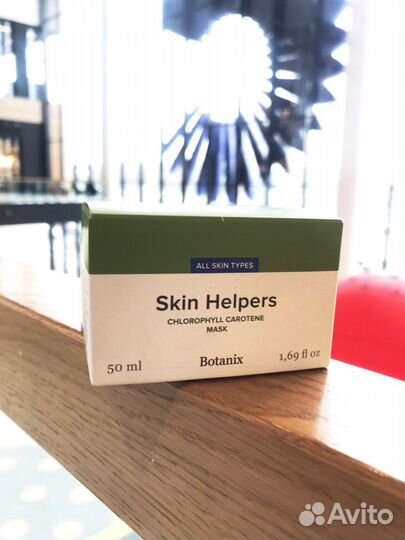 ALL SKIN TYPES
Skin Helpers
CHLOROPHYLL CAROTENE
MASK
50 ml Botanix 1,69 fl oz
Avito